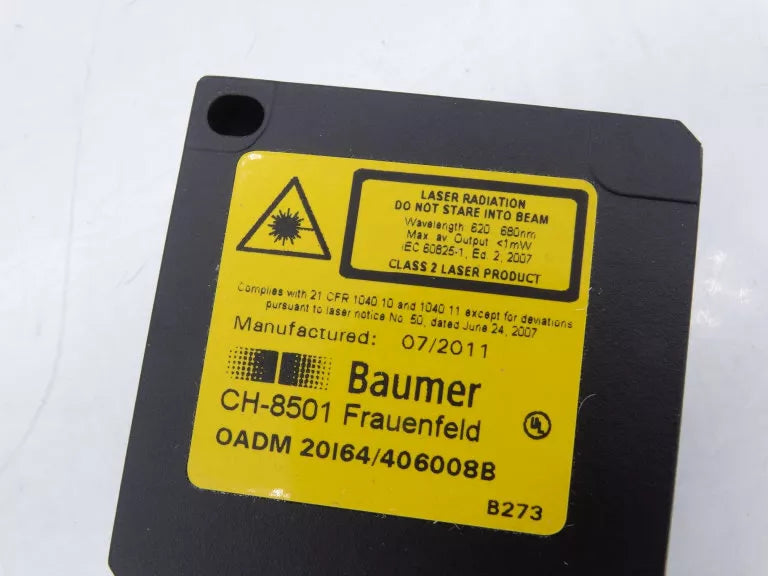 LASER RADIATION
DO NOT STARE INTO BEAM
Wavelength 620 680nm
Max av Output <1mW
IEC 60825-1, Ed. 2, 2007
CLASS 2 LASER PRODUCT
Complies with 21 CFR 1040 10 and 1040 11 except for deviations
pursuant to laser notice No. 50, dated June 24, 2007
Manufactured: 07/2011
Baumer
CH-8501 Frauenfeld
UL
OADM 20I64/406008B
B273